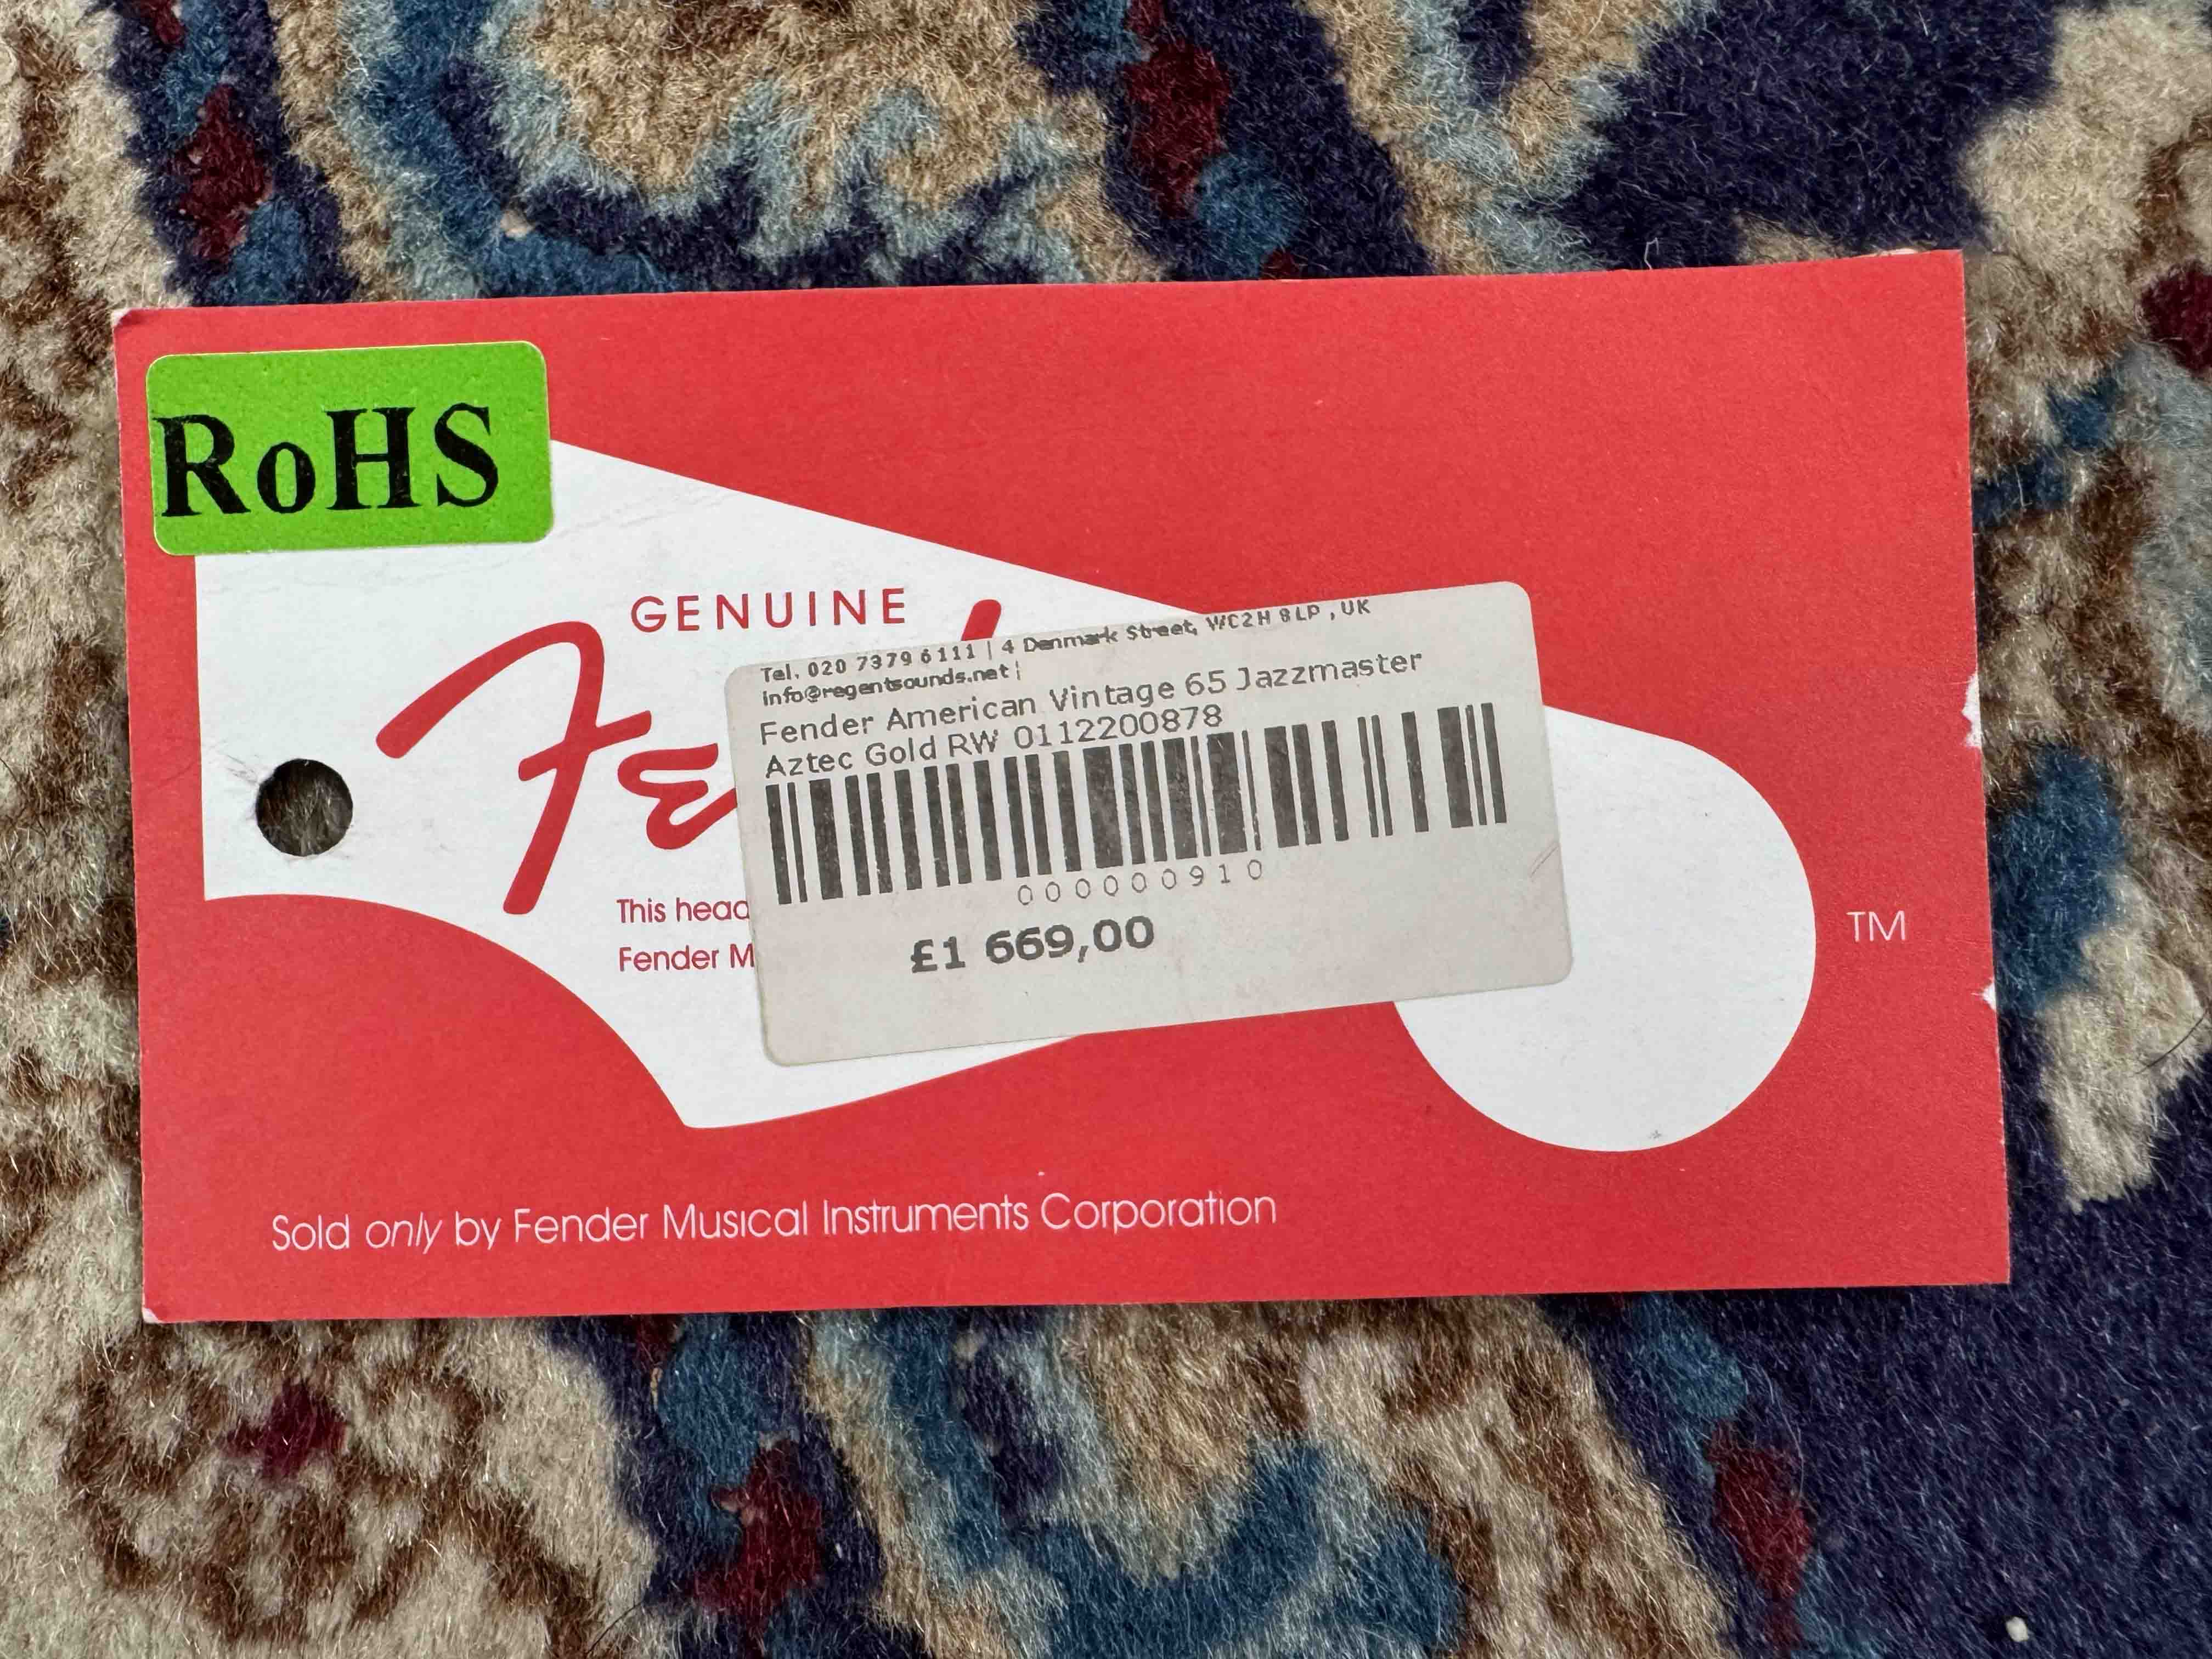 RoHS
GENUINE
Fe
Tel. 020 7379 6111 | 4 Denmark Street, WC2H 8LP , UK
info@regentsounds.net |
Fender American Vintage 65 Jazzmaster
Aztec Gold RW 0112200878
000000910
£1 669,00
This head
Fender M
TM
Sold only by Fender Musical Instruments Corporation